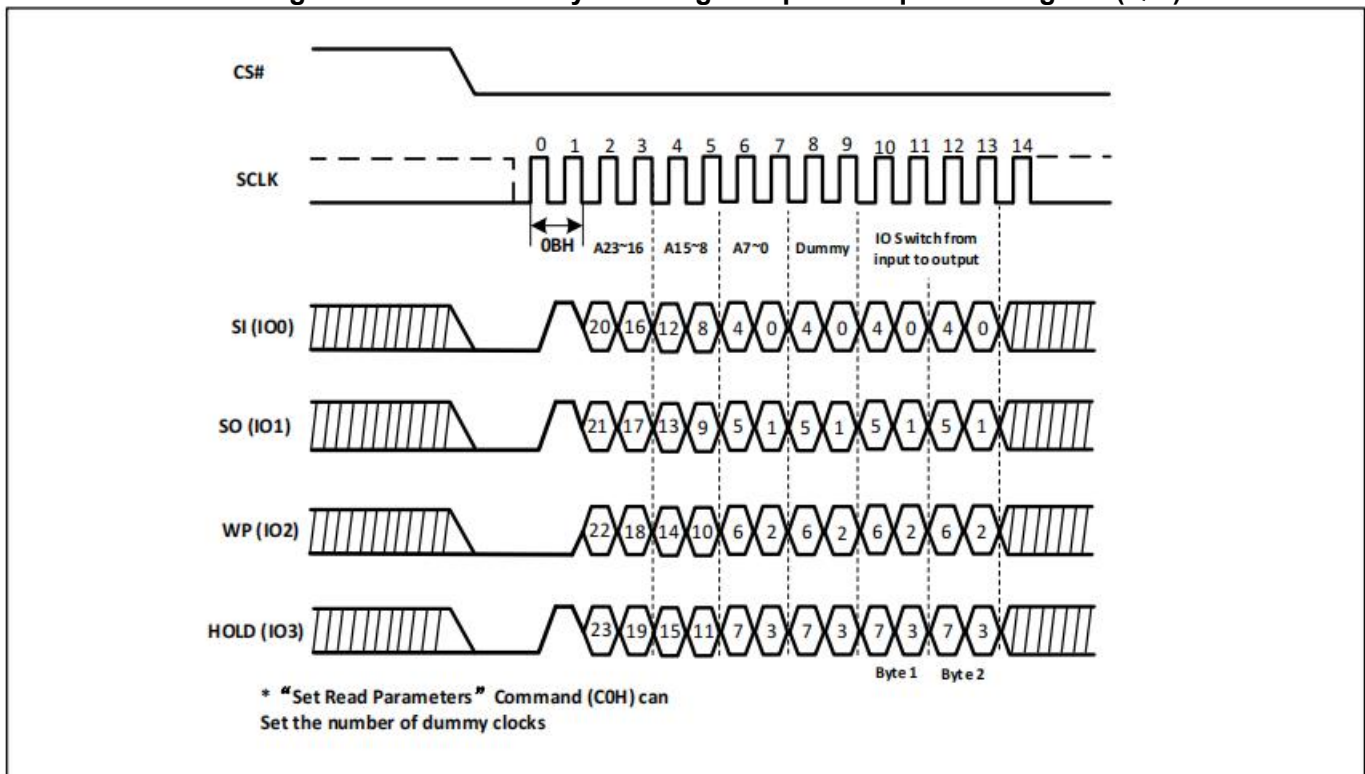 CS#
0 1 2 3 4 5 6 7 8 9 10 11 12 13 14
SCLK
0BH A23~16 A15~8 A7~0 Dummy IO Switch from
input to output
SI (IO0) 20 16 12 8 4 0 4 0 4 0 4 0
SO (IO1) 21 17 13 9 5 1 5 1 5 1 5 1
WP (IO2) 22 18 14 10 6 2 6 2 6 2 6 2
HOLD (IO3) 23 19 15 11 7 3 7 3 7 3 7 3
Byte 1 Byte 2
* “Set Read Parameters” Command (C0H) can
Set the number of dummy clocks